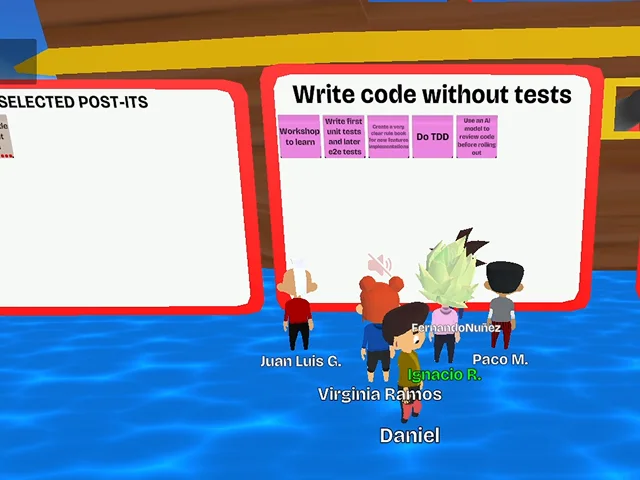 SELECTED POST-ITS
Write code without tests
Workshop
to learn
Write first
unit tests
and later
e2e tests
Create a very
clear rule book
for new features
implementations
Do TDD
Use an AI
model to
review code
before rolling
out
FernandoNuñez
Juan Luis G.
Paco M.
Ignacio R.
Virginia Ramos
Daniel